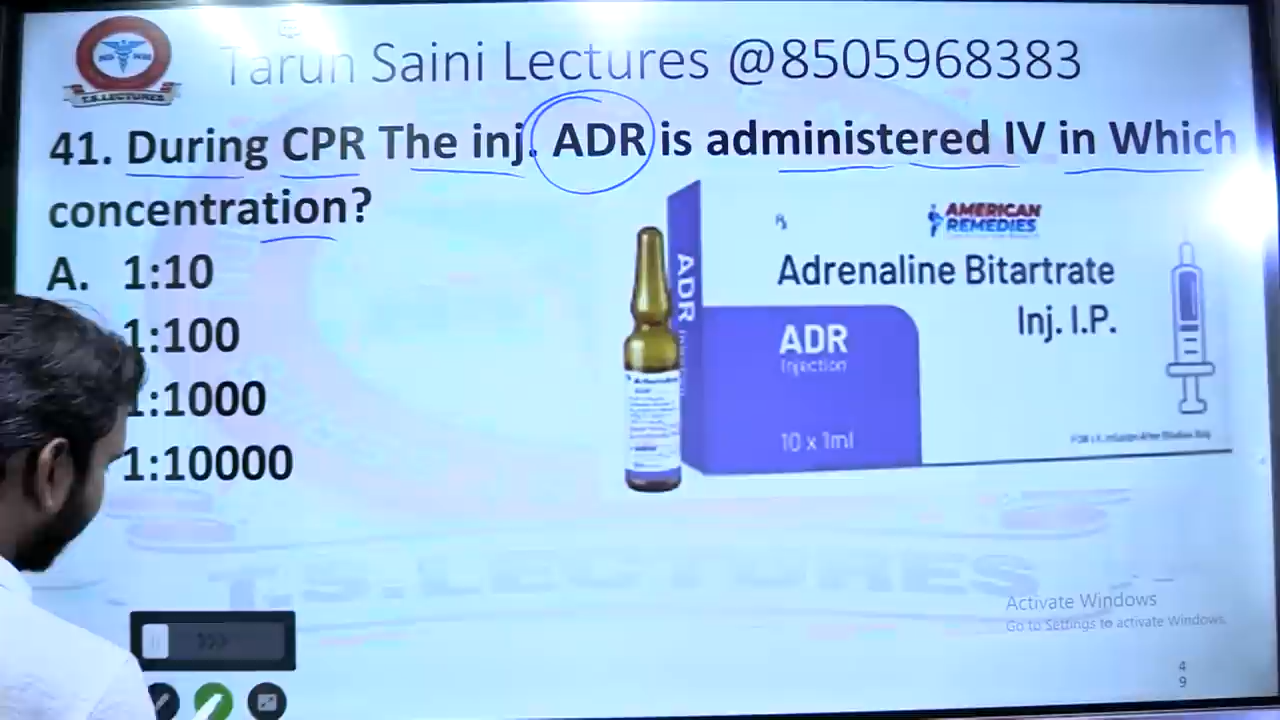 Tarun Saini Lectures @8505968383
T.S.LECTURES
41. During CPR The inj. ADR is administered IV in Which
concentration?
A. 1:10
1:100
1:1000
1:10000
ADR
AMERICAN
REMEDIES
Adrenaline Bitartrate
Inj. I.P.
ADR
Injection
10 x 1ml
T.S.LECTURES
Activate Windows
Go to Settings to activate Windows.
4
9